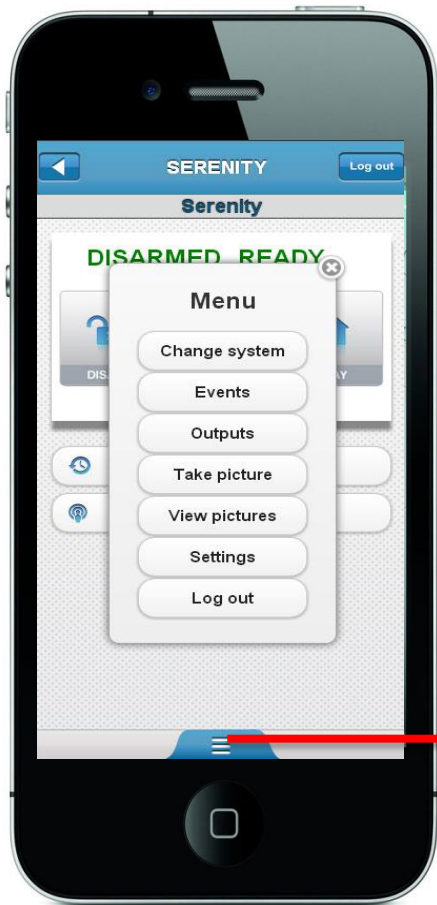 SERENITY
Log out
Serenity
DISARMED READY
Menu
Change system
Events
Outputs
Take picture
View pictures
Settings
Log out